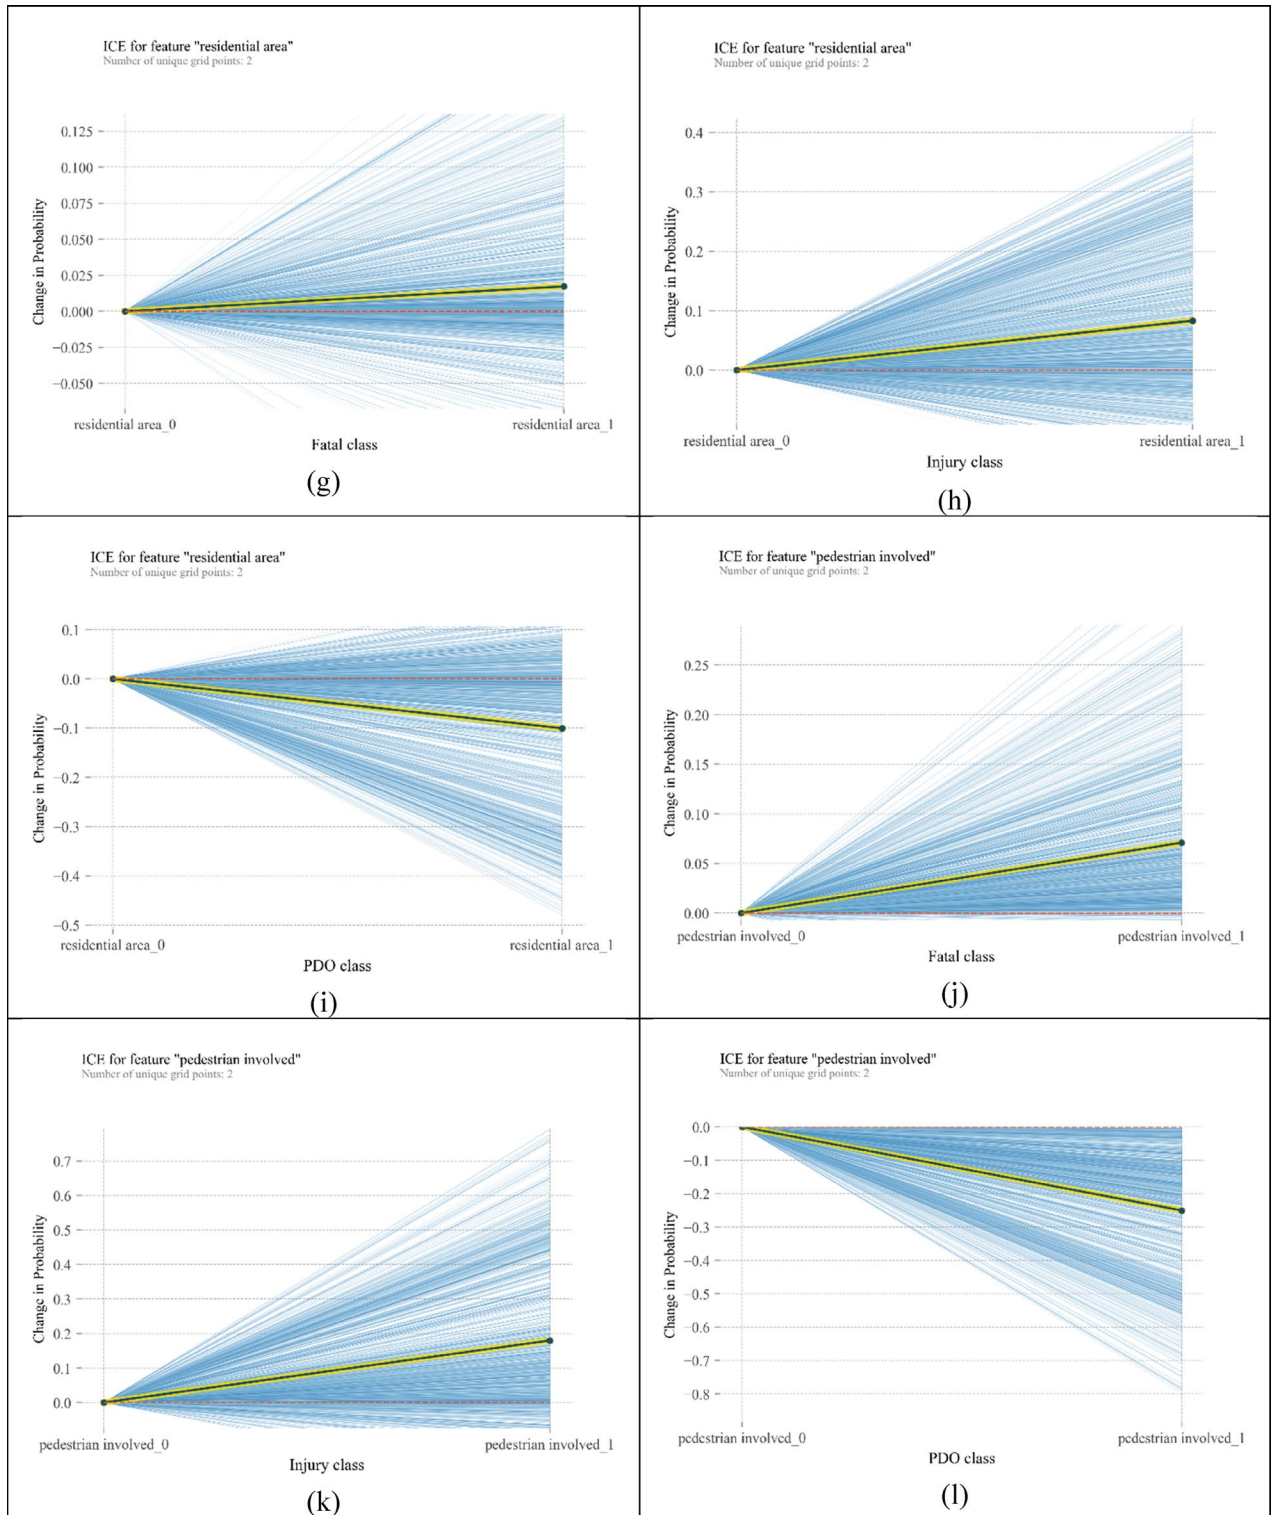 ICE for feature "residential area"
Number of unique grid points: 2
Change in Probability
0.125
0.100
0.075
0.050
0.025
0.000
−0.025
−0.050
residential area_0
residential area_1
Fatal class
(g)
ICE for feature "residential area"
Number of unique grid points: 2
Change in Probability
0.4
0.3
0.2
0.1
0.0
residential area_0
residential area_1
Injury class
(h)
ICE for feature "residential area"
Number of unique grid points: 2
Change in Probability
0.1
0.0
−0.1
−0.2
−0.3
−0.4
−0.5
residential area_0
residential area_1
PDO class
(i)
ICE for feature "pedestrian involved"
Number of unique grid points: 2
Change in Probability
0.25
0.20
0.15
0.10
0.05
0.00
pedestrian involved_0
pedestrian involved_1
Fatal class
(j)
ICE for feature "pedestrian involved"
Number of unique grid points: 2
Change in Probability
0.7
0.6
0.5
0.4
0.3
0.2
0.1
0.0
pedestrian involved_0
pedestrian involved_1
Injury class
(k)
ICE for feature "pedestrian involved"
Number of unique grid points: 2
Change in Probability
0.0
−0.1
−0.2
−0.3
−0.4
−0.5
−0.6
−0.7
−0.8
pedestrian involved_0
pedestrian involved_1
PDO class
(l)